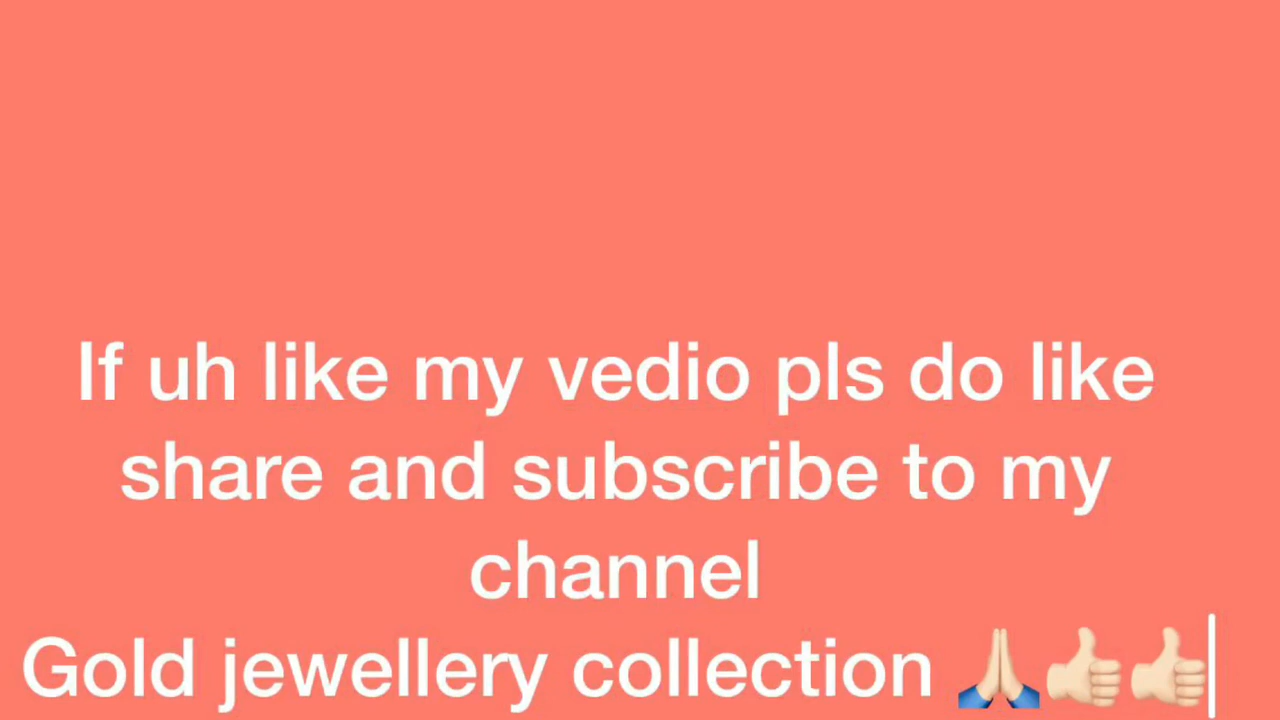 If uh like my vedio pls do like
share and subscribe to my
channel
Gold jewellery collection 🙏🏻👍🏻👍🏻